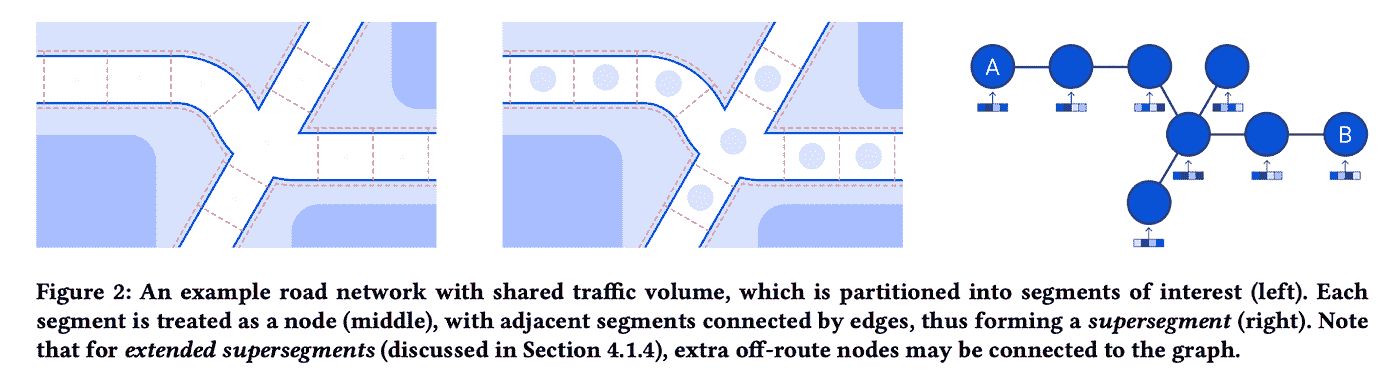 A
B
Figure 2: An example road network with shared traffic volume, which is partitioned into segments of interest (left). Each
segment is treated as a node (middle), with adjacent segments connected by edges, thus forming a supersegment (right). Note
that for extended supersegments (discussed in Section 4.1.4), extra off-route nodes may be connected to the graph.